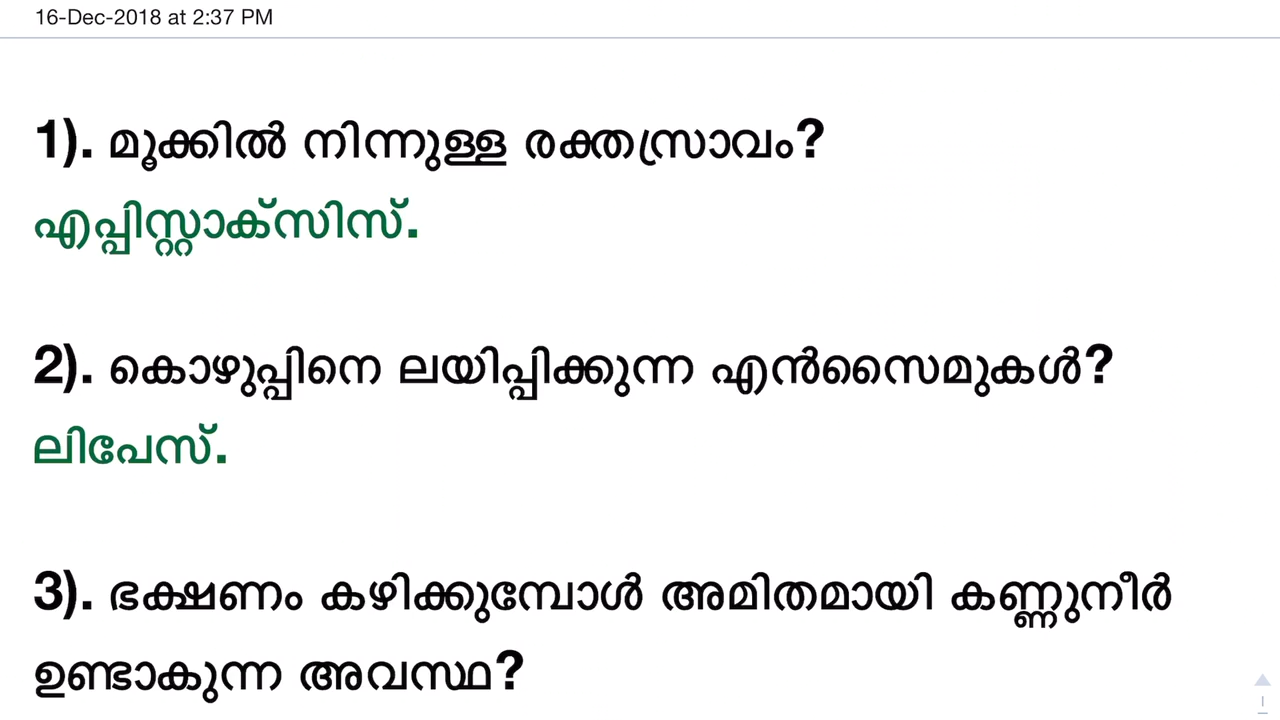 16-Dec-2018 at 2:37 PM
1). മൂക്കിൽ നിന്നുള്ള രക്തസ്രാവം?
എപ്പിസ്റ്റാക്സിസ്.
2). കൊഴുപ്പിനെ ലയിപ്പിക്കുന്ന എൻസൈമുകൾ?
ലിപേസ്.
3). ഭക്ഷണം കഴിക്കുമ്പോൾ അമിതമായി കണ്ണുനീർ
ഉണ്ടാകുന്ന അവസ്ഥ?